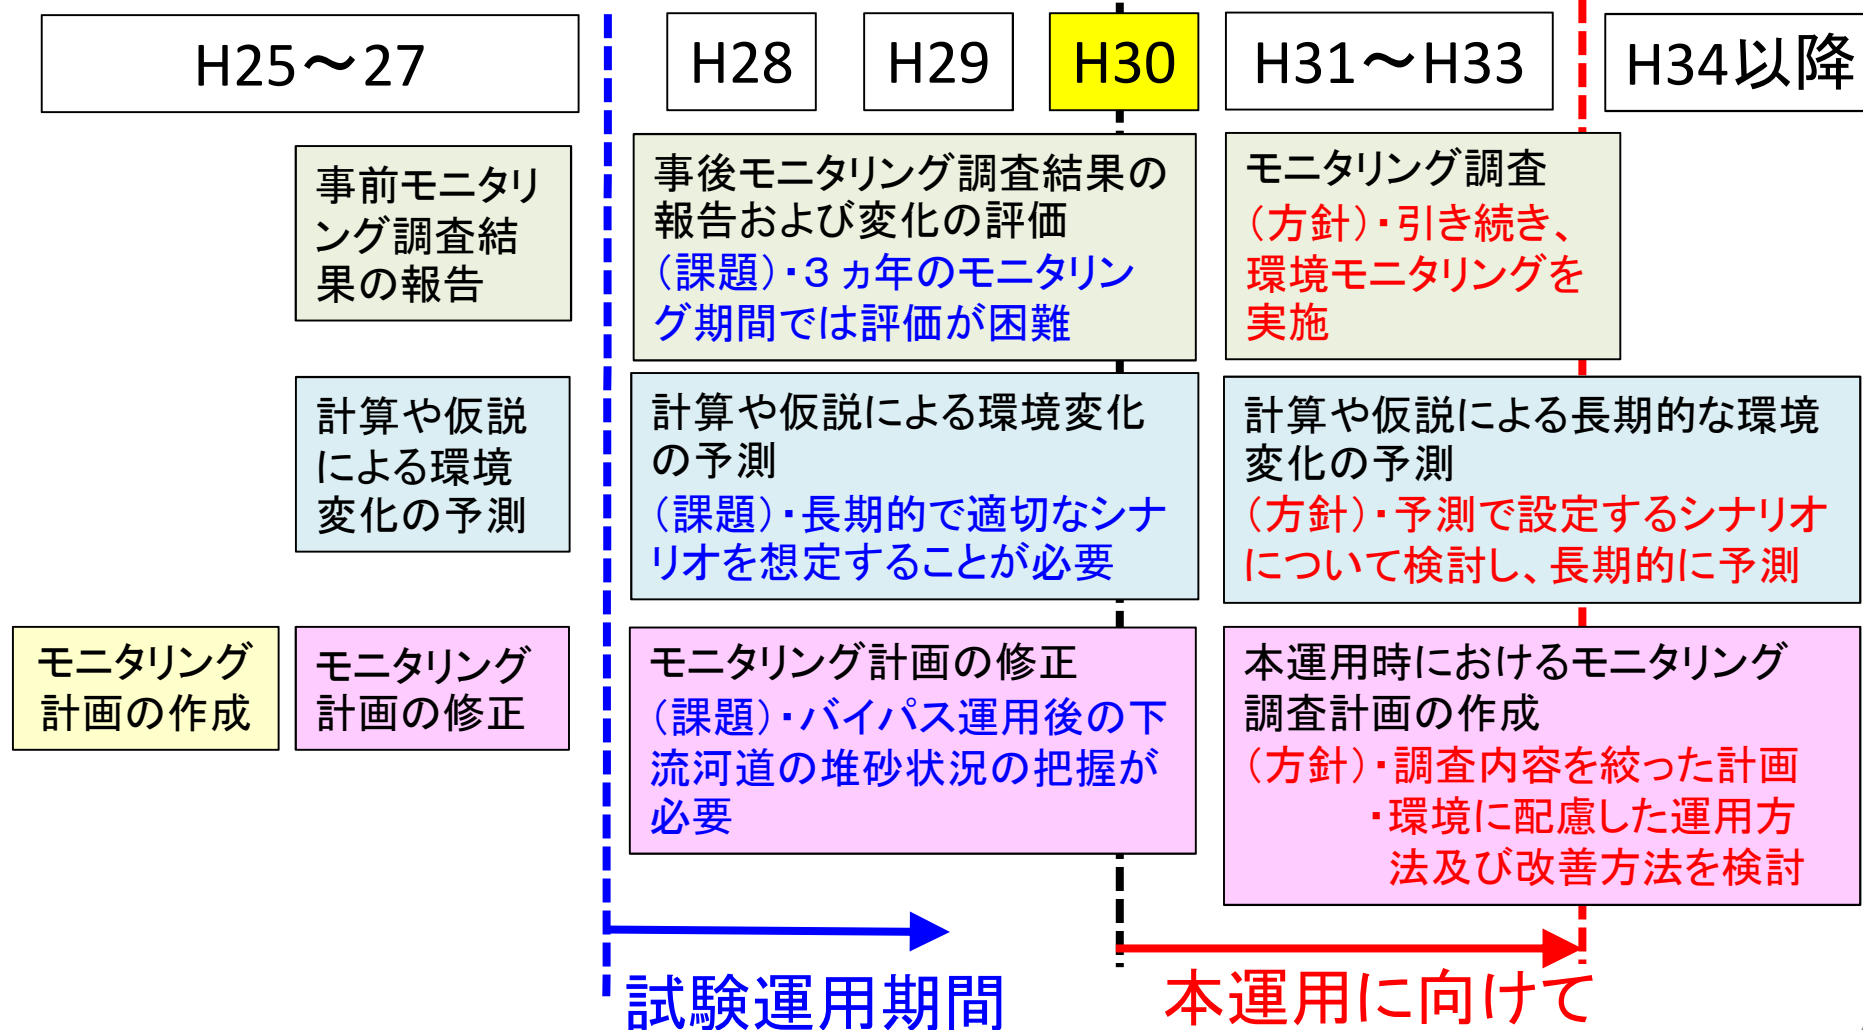 H25～27
H28
H29
H30
H31～H33
H34以降
事前モニタリ
ング調査結
果の報告
事後モニタリング調査結果の
報告および変化の評価
（課題）・３ヵ年のモニタリン
グ期間では評価が困難
モニタリング調査
（方針）・引き続き、
環境モニタリングを
実施
計算や仮説
による環境
変化の予測
計算や仮説による環境変化
の予測
（課題）・長期的で適切なシナ
リオを想定することが必要
計算や仮説による長期的な環境
変化の予測
（方針）・予測で設定するシナリオ
について検討し、長期的に予測
モニタリング
計画の作成
モニタリング
計画の修正
モニタリング計画の修正
（課題）・バイパス運用後の下
流河道の堆砂状況の把握が
必要
本運用時におけるモニタリング
調査計画の作成
（方針）・調査内容を絞った計画
・環境に配慮した運用方
法及び改善方法を検討
試験運用期間
本運用に向けて